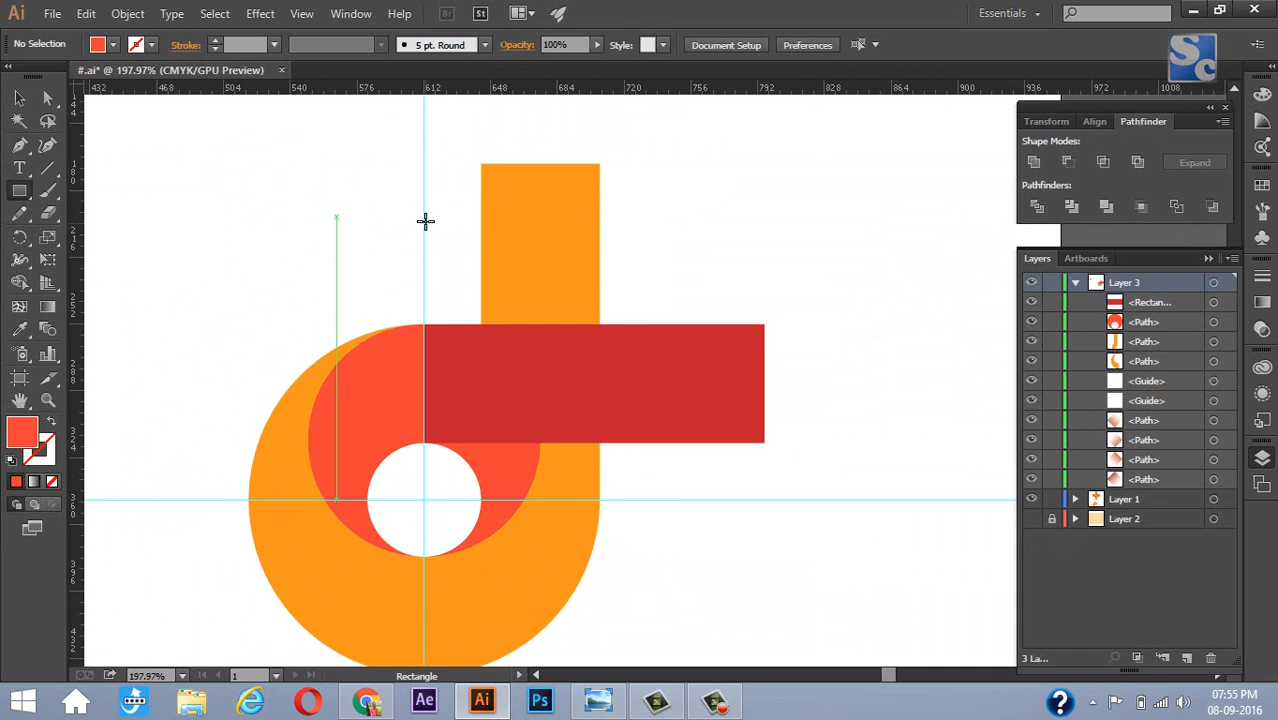 Ai File Edit Object Type Select Effect View Window Help Br St Essentials
No Selection Stroke: 5 pt. Round Opacity: 100% Style: Document Setup Preferences
#.ai* @ 197.97% (CMYK/GPU Preview) × SC
432 468 504 540 576 612 648 684 720 756 792 828 864 900 936 972 1008
Transform Align Pathfinder
Shape Modes:
Expand
Pathfinders:
Layers Artboards
Layer 3
<Rectan...
<Path>
<Path>
<Path>
<Guide>
<Guide>
<Path>
<Path>
<Path>
<Path>
Layer 1
Layer 2
3 La...
197.97% 1 Rectangle
Ae Ai Ps 07:55 PM
08-09-2016